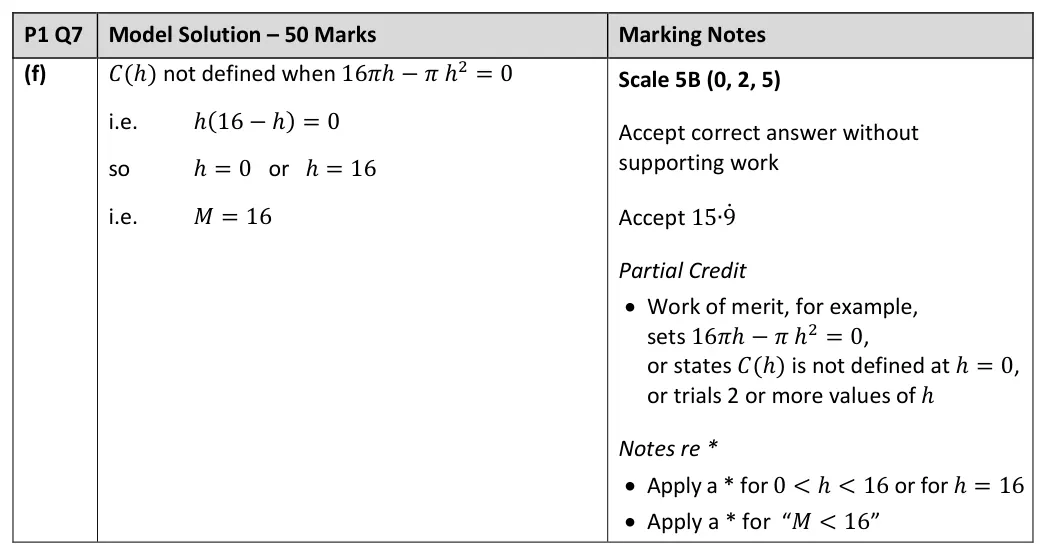 P1 Q7 Model Solution – 50 Marks Marking Notes
(f) C(h) not defined when 16πh − π h² = 0
i.e. h(16 − h) = 0
so h = 0 or h = 16
i.e. M = 16
Scale 5B (0, 2, 5)
Accept correct answer without
supporting work
Accept 15·9̇
Partial Credit
• Work of merit, for example,
sets 16πh − π h² = 0,
or states C(h) is not defined at h = 0,
or trials 2 or more values of h
Notes re *
• Apply a * for 0 < h < 16 or for h = 16
• Apply a * for “M < 16”